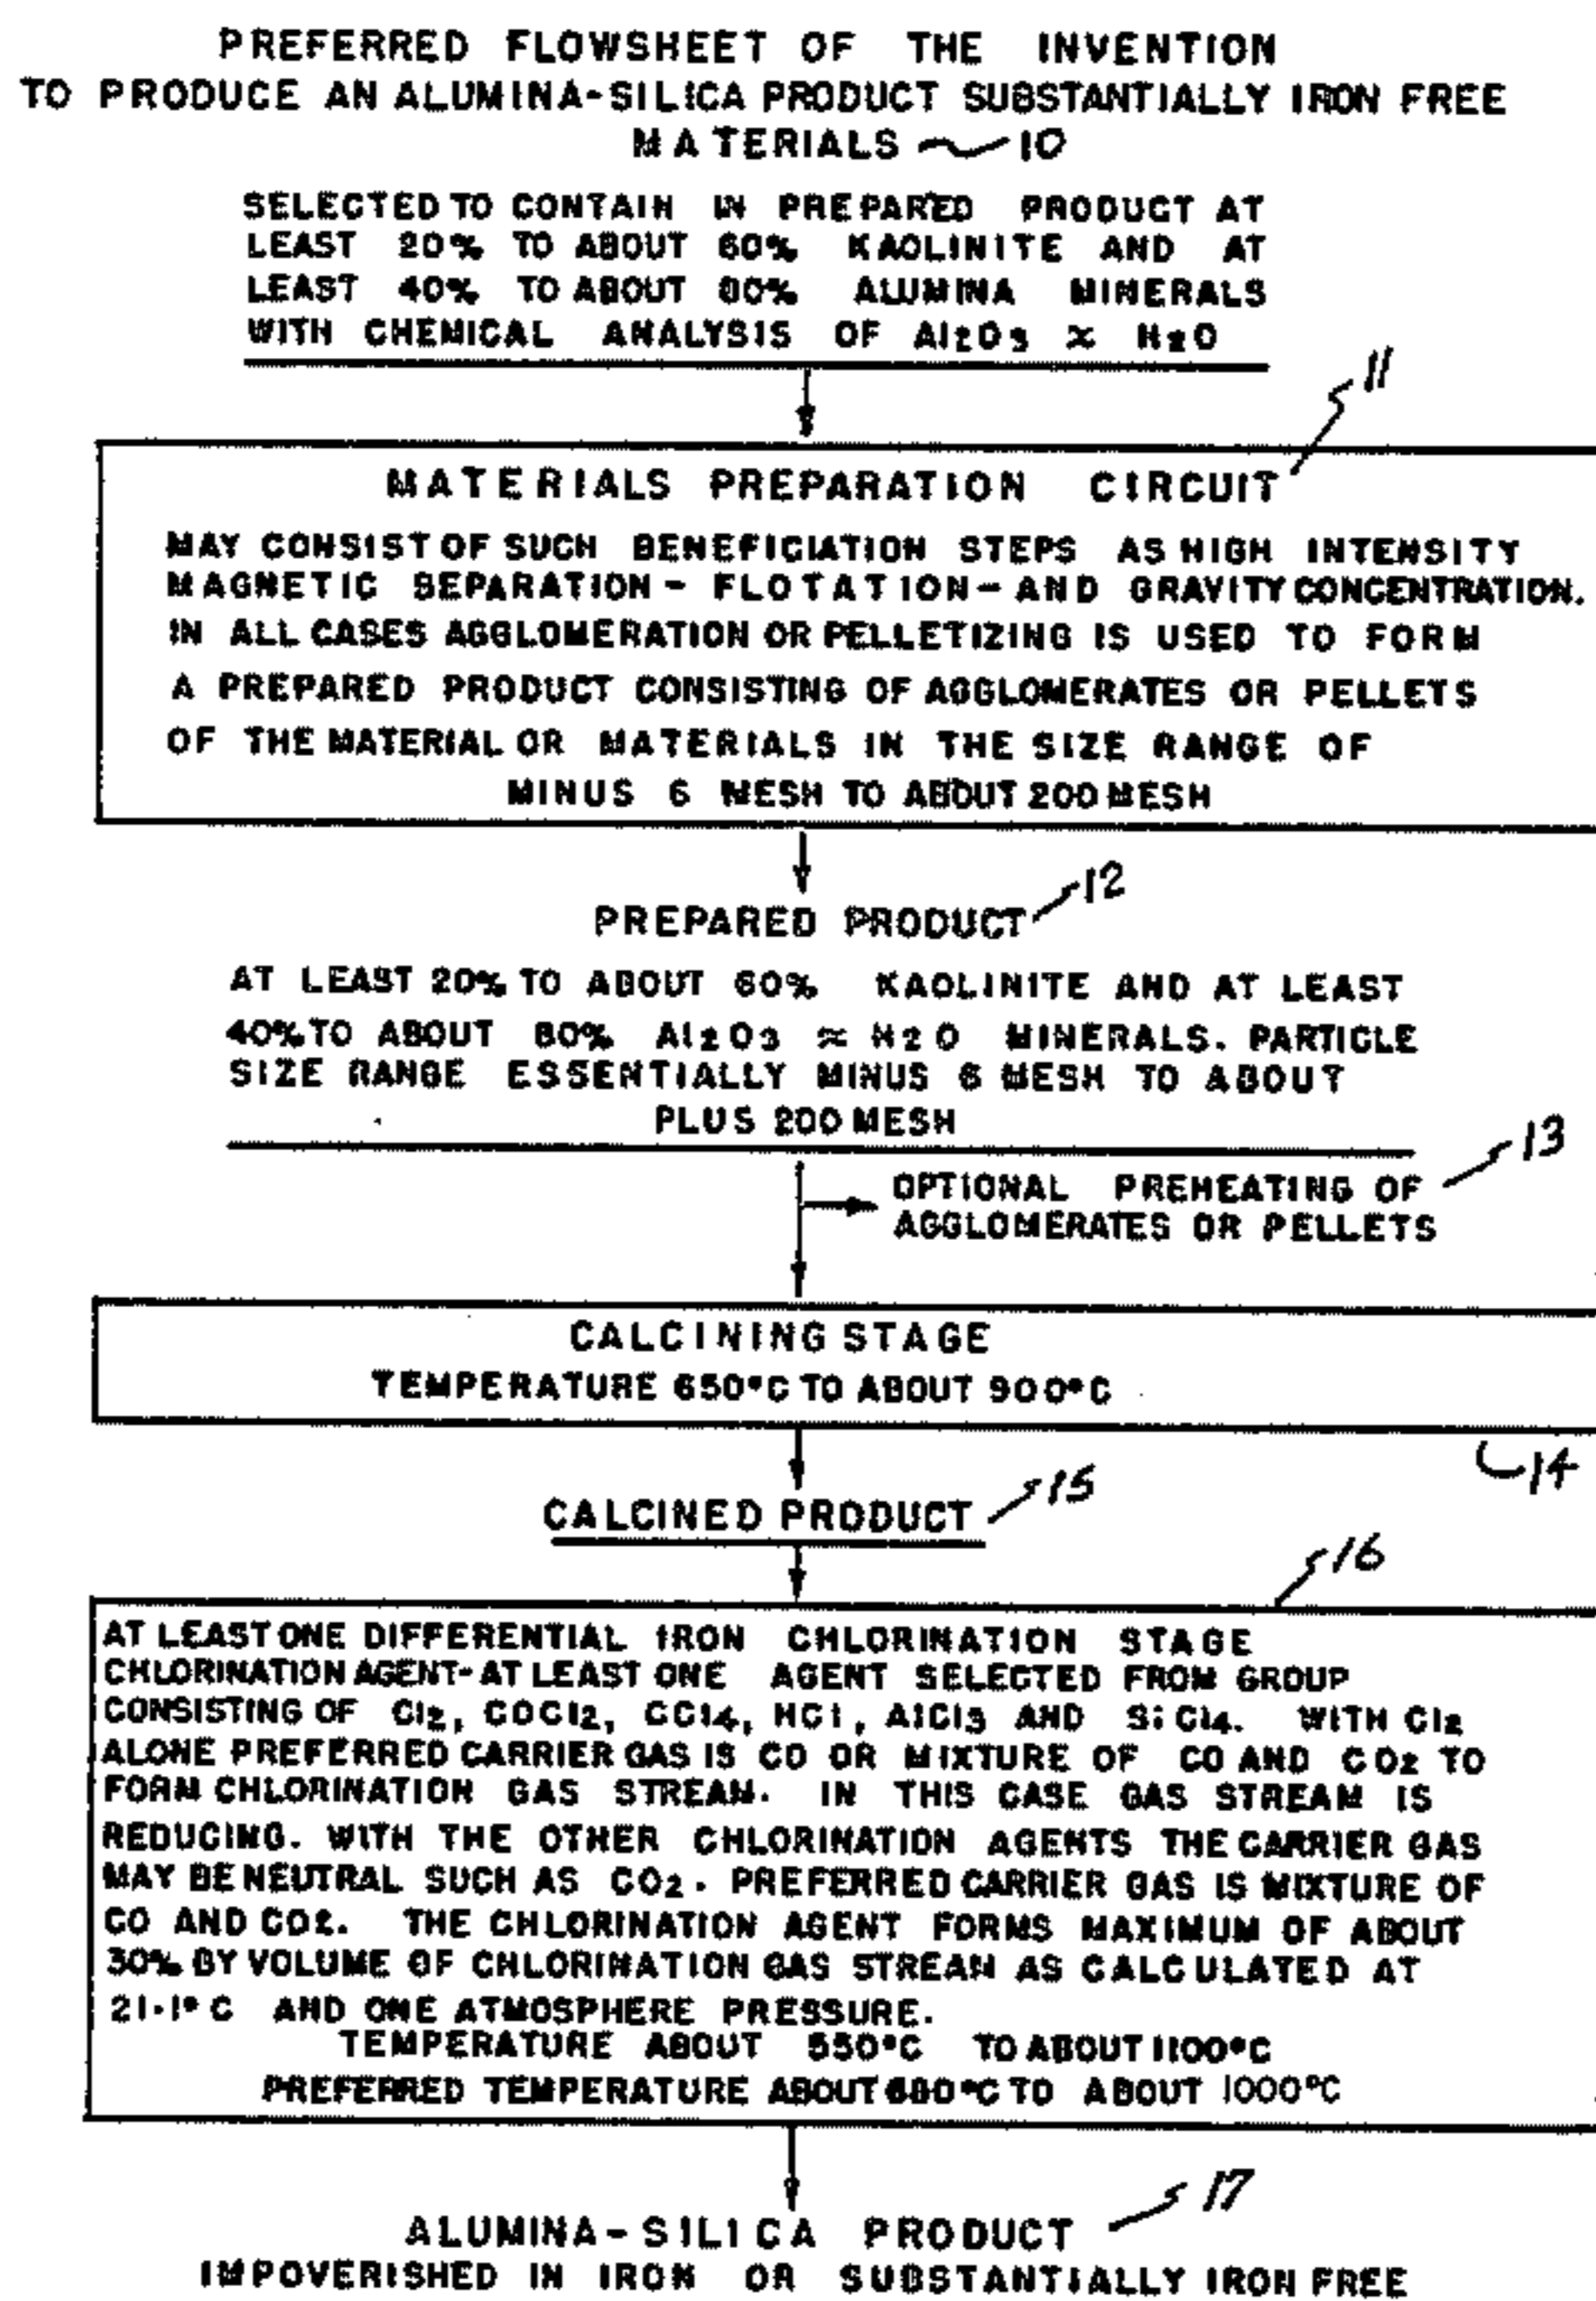 PREFERRED FLOWSHEET OF THE INVENTION
TO PRODUCE AN ALUMINA-SILICA PRODUCT SUBSTANTIALLY IRON FREE
MATERIALS 10
SELECTED TO CONTAIN IN PREPARED PRODUCT AT
LEAST 20% TO ABOUT 60% KAOLINITE AND AT
LEAST 40% TO ABOUT 80% ALUMINA MINERALS
WITH CHEMICAL ANALYSIS OF Al2O3 x H2O
11
MATERIALS PREPARATION CIRCUIT
MAY CONSIST OF SUCH BENEFICIATION STEPS AS HIGH INTENSITY
MAGNETIC SEPARATION - FLOTATION - AND GRAVITY CONCENTRATION.
IN ALL CASES AGGLOMERATION OR PELLETIZING IS USED TO FORM
A PREPARED PRODUCT CONSISTING OF AGGLOMERATES OR PELLETS
OF THE MATERIAL OR MATERIALS IN THE SIZE RANGE OF
MINUS 6 MESH TO ABOUT 200 MESH
12
PREPARED PRODUCT
AT LEAST 20% TO ABOUT 60% KAOLINITE AND AT LEAST
40% TO ABOUT 80% Al2O3 x H2O MINERALS. PARTICLE
SIZE RANGE ESSENTIALLY MINUS 6 MESH TO ABOUT
PLUS 200 MESH
13
OPTIONAL PREHEATING OF
AGGLOMERATES OR PELLETS
CALCINING STAGE
TEMPERATURE 650°C TO ABOUT 900°C
14
CALCINED PRODUCT 15
16
AT LEAST ONE DIFFERENTIAL IRON CHLORINATION STAGE
CHLORINATION AGENT-AT LEAST ONE AGENT SELECTED FROM GROUP
CONSISTING OF Cl2, COCl2, CCl4, HCl, AlCl3 AND SiCl4. WITH Cl2
ALONE PREFERRED CARRIER GAS IS CO OR MIXTURE OF CO AND CO2 TO
FORM CHLORINATION GAS STREAM. IN THIS CASE GAS STREAM IS
REDUCING. WITH THE OTHER CHLORINATION AGENTS THE CARRIER GAS
MAY BE NEUTRAL SUCH AS CO2. PREFERRED CARRIER GAS IS MIXTURE OF
CO AND CO2. THE CHLORINATION AGENT FORMS MAXIMUM OF ABOUT
30% BY VOLUME OF CHLORINATION GAS STREAM AS CALCULATED AT
21.1°C AND ONE ATMOSPHERE PRESSURE.
TEMPERATURE ABOUT 550°C TO ABOUT 1100°C
PREFERRED TEMPERATURE ABOUT TO ABOUT 1000°C
17
ALUMINA-SILICA PRODUCT
IMPOVERISHED IN IRON OR SUBSTANTIALLY IRON FREE